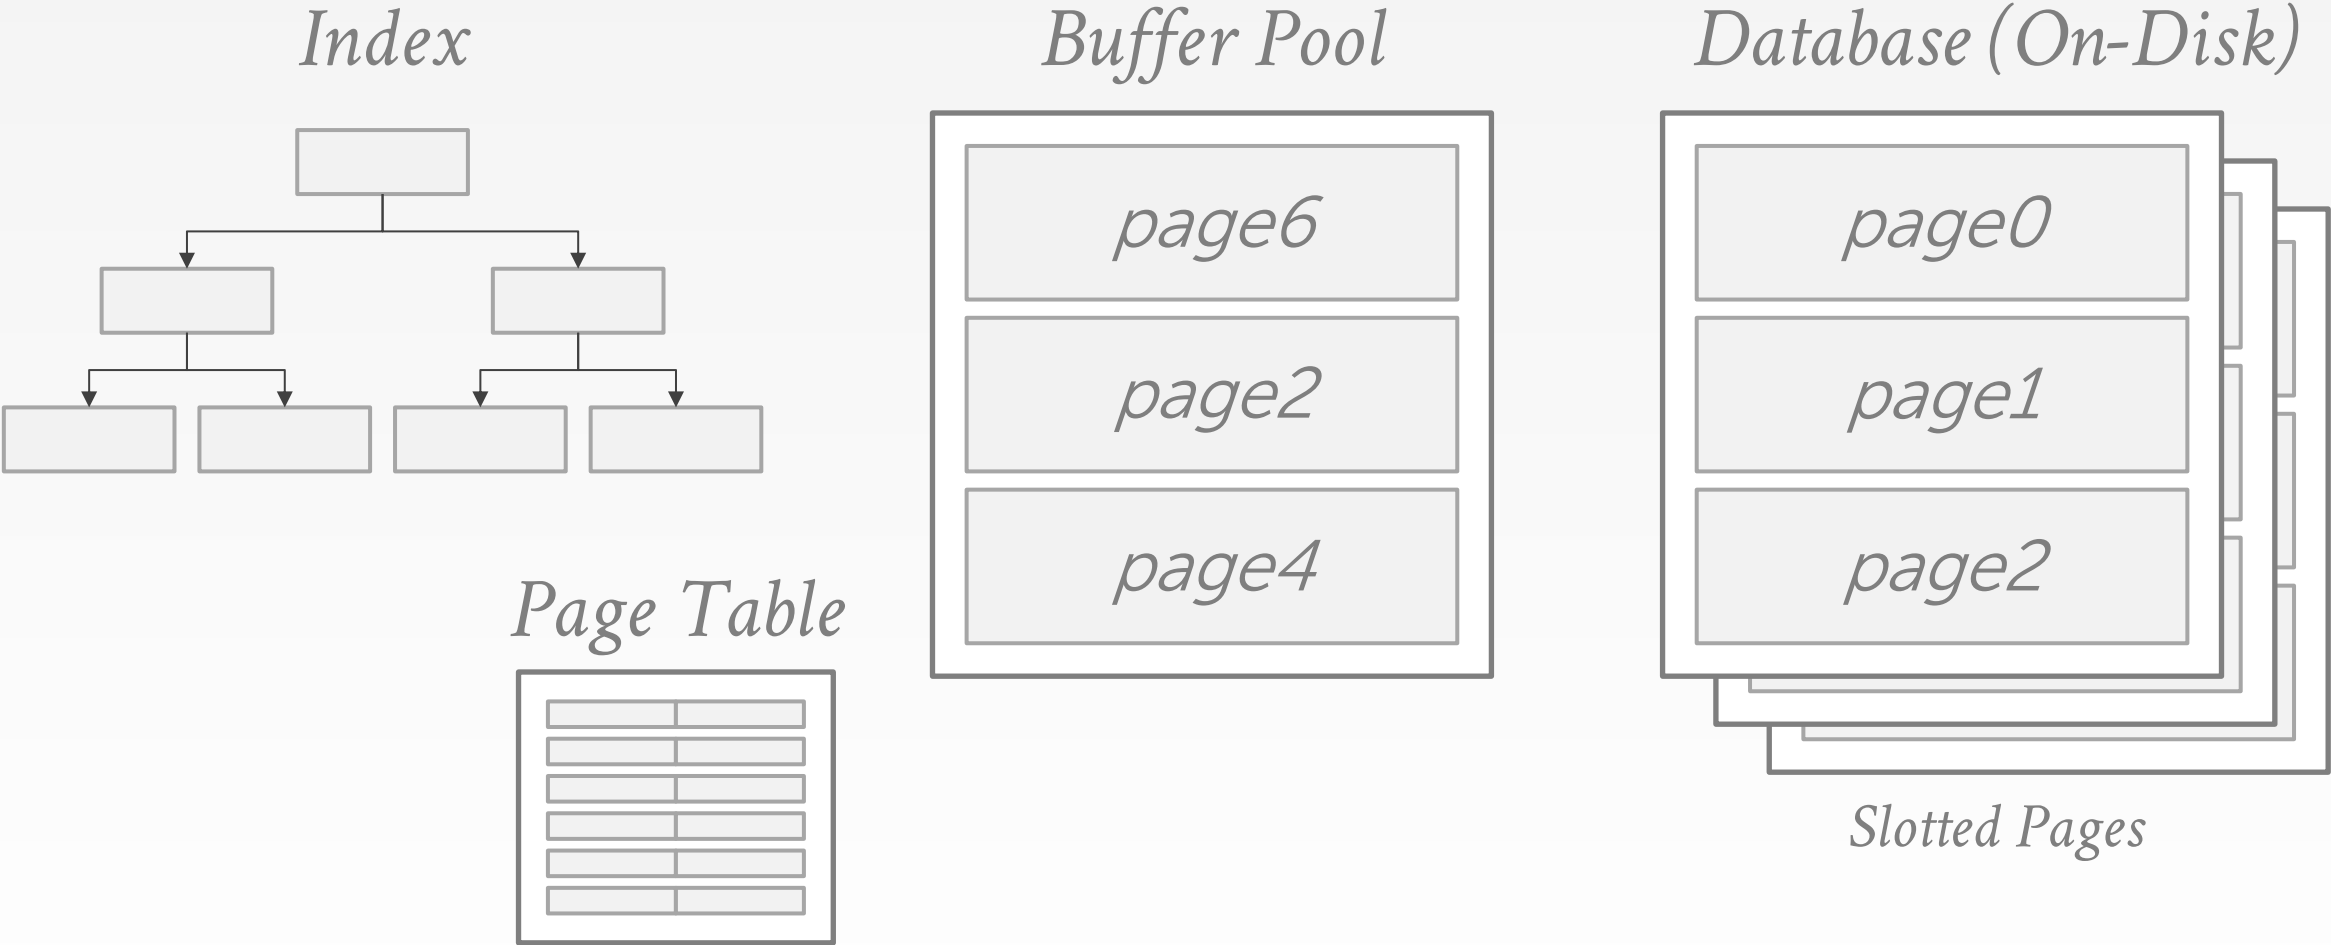 Index
Buffer Pool
page6
page2
page4
Database (On-Disk)
page0
page1
page2
Slotted Pages
Page Table